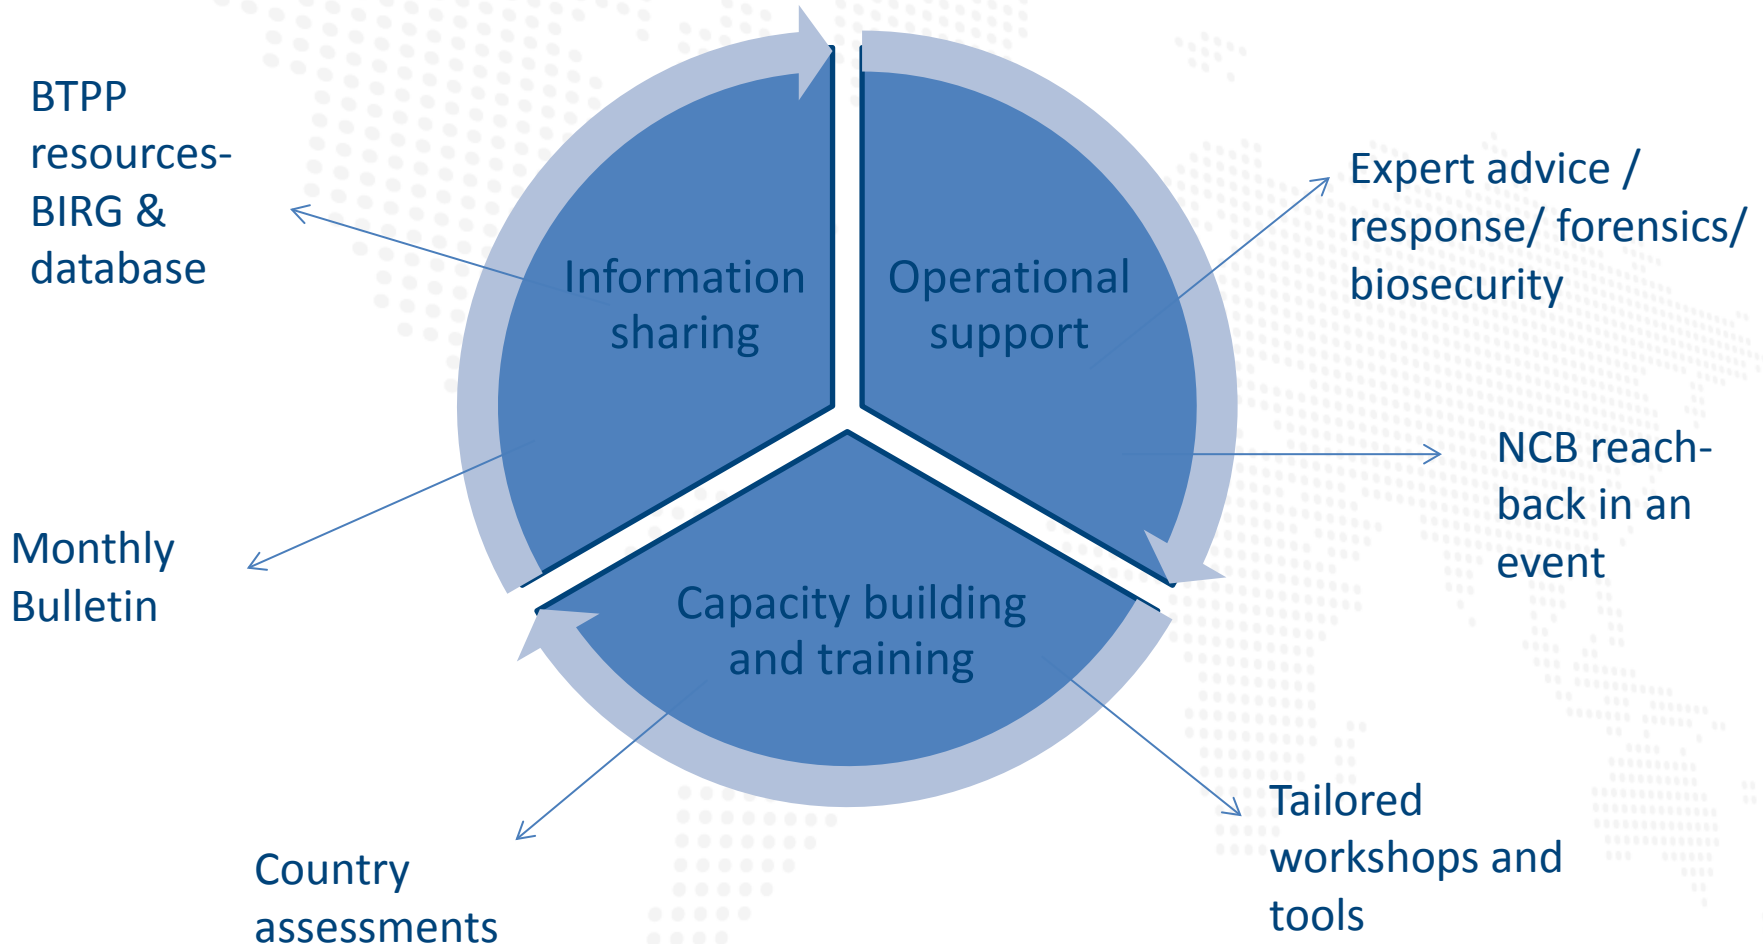 BTPP
resources-
BIRG &
database
Information
sharing
Operational
support
Expert advice /
response/ forensics/
biosecurity
NCB reach-
back in an
event
Monthly
Bulletin
Capacity building
and training
Country
assessments
Tailored
workshops and
tools